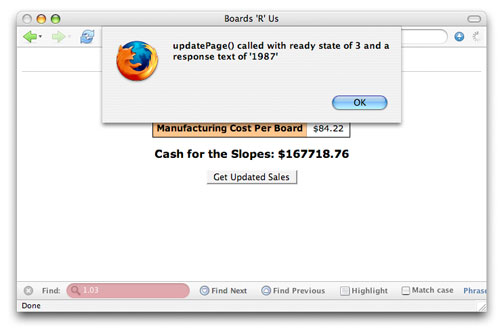 Boards 'R' Us
updatePage() called with ready state of 3 and a
response text of '1987'
OK
Manufacturing Cost Per Board $84.22
Cash for the Slopes: $167718.76
Get Updated Sales
Find: 1.03 Find Next Find Previous Highlight Match case Phrase
Done